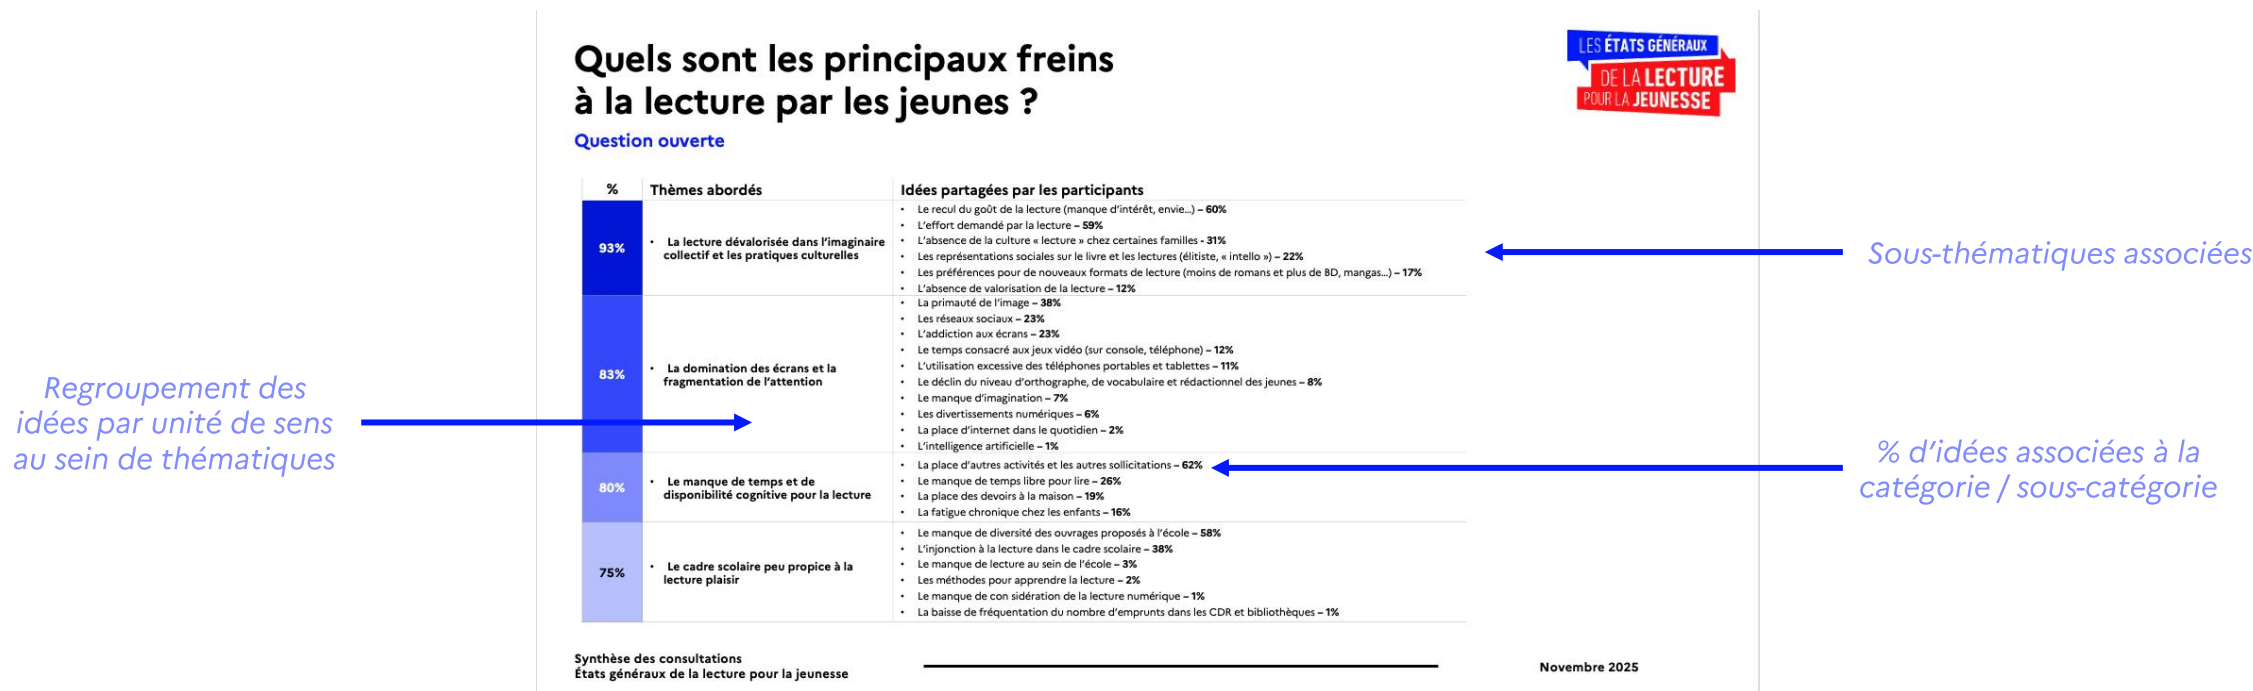 Quels sont les principaux freins
à la lecture par les jeunes ?
Question ouverte
LES ÉTATS GÉNÉRAUX
DE LA LECTURE
POUR LA JEUNESSE
% Thèmes abordés Idées partagées par les participants
93%
• La lecture dévalorisée dans l'imaginaire
collectif et les pratiques culturelles
• Le recul du goût de la lecture (manque d'intérêt, envie…) – 60%
• L'effort demandé par la lecture – 59%
• L'absence de la culture « lecture » chez certaines familles - 31%
• Les représentations sociales sur le livre et les lectures (élitiste, « intello ») – 22%
• Les préférences pour de nouveaux formats de lecture (moins de romans et plus de BD, mangas…) – 17%
• L'absence de valorisation de la lecture – 12%
83%
• La domination des écrans et la
fragmentation de l'attention
• La primauté de l'image – 38%
• Les réseaux sociaux – 23%
• L'addiction aux écrans – 23%
• Le temps consacré aux jeux vidéo (sur console, téléphone) – 12%
• L'utilisation excessive des téléphones portables et tablettes – 11%
• Le déclin du niveau d'orthographe, de vocabulaire et rédactionnel des jeunes – 8%
• Le manque d'imagination – 7%
• Les divertissements numériques – 6%
• La place d'internet dans le quotidien – 2%
• L'intelligence artificielle – 1%
80%
• Le manque de temps et de
disponibilité cognitive pour la lecture
• La place d'autres activités et les autres sollicitations – 62%
• Le manque de temps libre pour lire – 26%
• La place des devoirs à la maison – 19%
• La fatigue chronique chez les enfants – 16%
75%
• Le cadre scolaire peu propice à la
lecture plaisir
• Le manque de diversité des ouvrages proposés à l'école – 58%
• L'injonction à la lecture dans le cadre scolaire – 38%
• Le manque de lecture au sein de l'école – 3%
• Les méthodes pour apprendre la lecture – 2%
• Le manque de con sidération de la lecture numérique – 1%
• La baisse de fréquentation du nombre d'emprunts dans les CDR et bibliothèques – 1%
Synthèse des consultations
États généraux de la lecture pour la jeunesse
Novembre 2025
Regroupement des
idées par unité de sens
au sein de thématiques
Sous-thématiques associées
% d'idées associées à la
catégorie / sous-catégorie